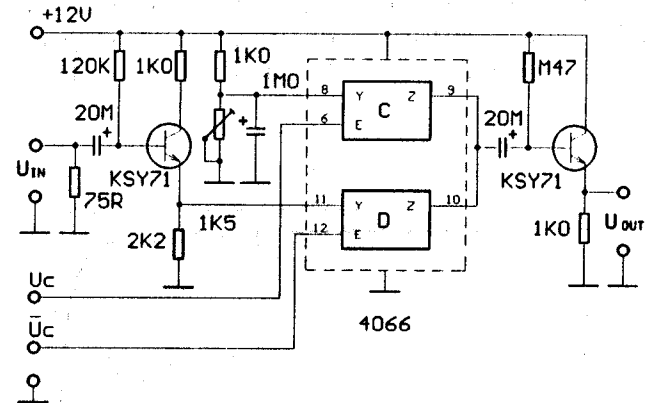 +12V
120K
1K0
1K0
1M0
M47
20M
+
+
8
Y
Z
9
6
E
C
20M
+
UIN
KSY71
KSY71
75R
1K5
11
Y
Z
10
12
E
D
2K2
1K0
UOUT
Uc
U̅c
4066